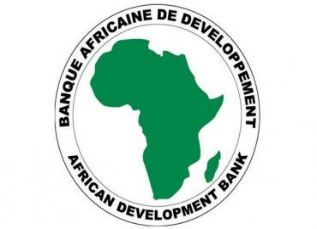 BANQUE AFRICAINE DE DEVELOPPEMENT
AFRICAN DEVELOPMENT BANK